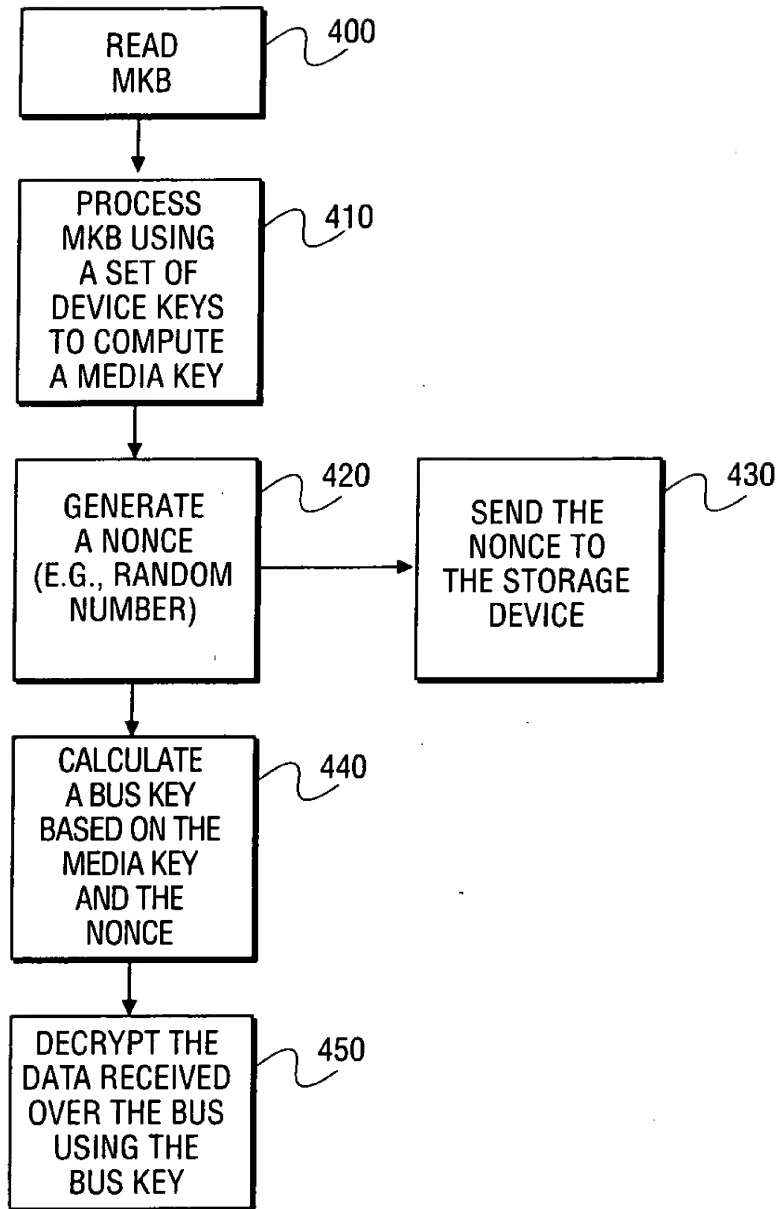 READ
MKB
400
PROCESS
MKB USING
A SET OF
DEVICE KEYS
TO COMPUTE
A MEDIA KEY
410
GENERATE
A NONCE
(E.G., RANDOM
NUMBER)
420
SEND THE
NONCE TO
THE STORAGE
DEVICE
430
CALCULATE
A BUS KEY
BASED ON THE
MEDIA KEY
AND THE
NONCE
440
DECRYPT THE
DATA RECEIVED
OVER THE BUS
USING THE
BUS KEY
450